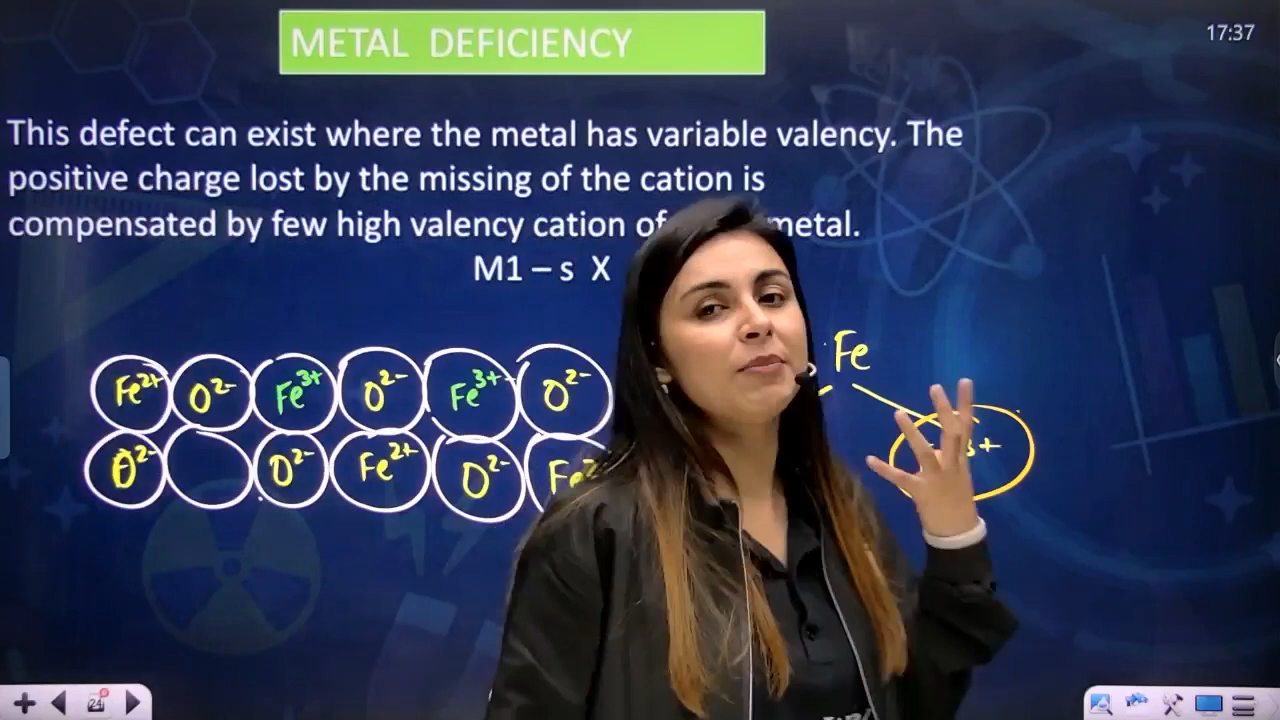 METAL DEFICIENCY
17:37
This defect can exist where the metal has variable valency. The
positive charge lost by the missing of the cation is
compensated by few high valency cation of metal.
M1 – s X
Fe
Fe²⁺ O²⁻ Fe³⁺ O²⁻ Fe³⁺ O²⁻
O²⁻ O²⁻ Fe²⁺ O²⁻
24